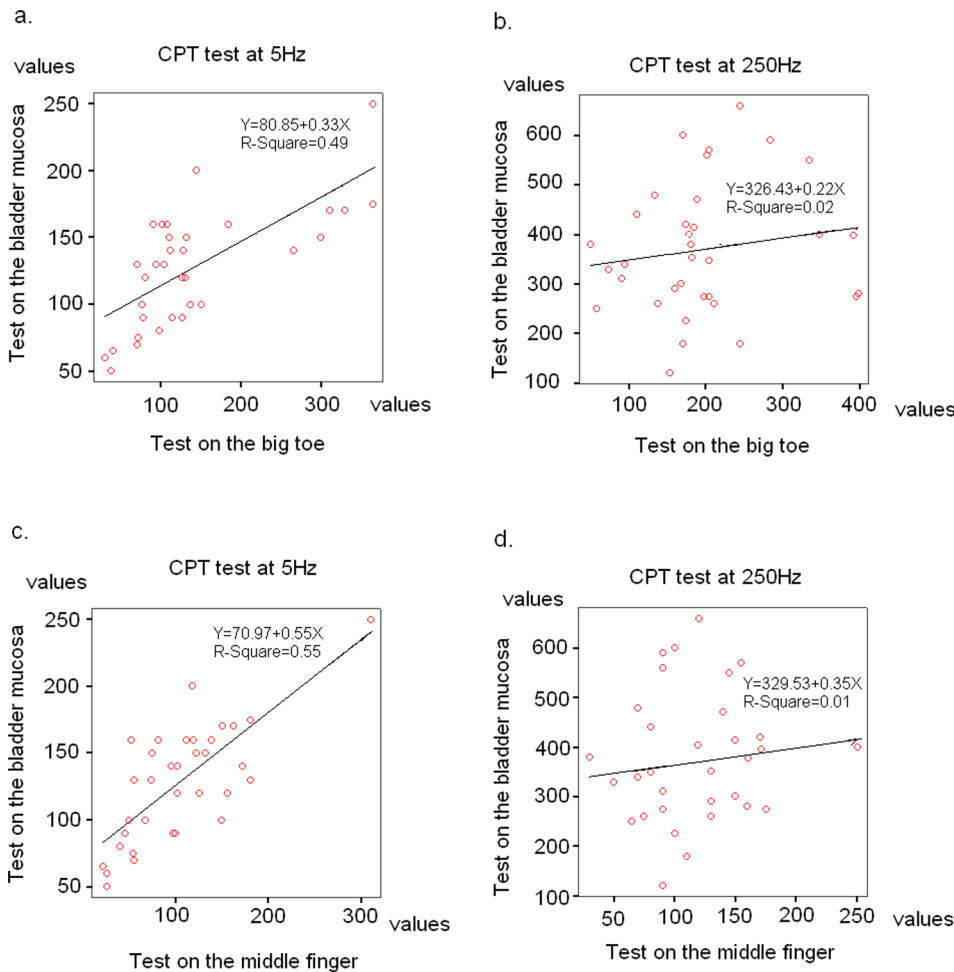 a.
CPT test at 5Hz
values
Test on the bladder mucosa
250
200
150
100
50
Y=80.85+0.33X
R-Square=0.49
100 200 300 values
Test on the big toe
b.
CPT test at 250Hz
values
Test on the bladder mucosa
600
500
400
300
200
100
Y=326.43+0.22X
R-Square=0.02
100 200 300 400 values
Test on the big toe
c.
CPT test at 5Hz
values
Test on the bladder mucosa
250
200
150
100
50
Y=70.97+0.55X
R-Square=0.55
100 200 300 values
Test on the middle finger
d.
CPT test at 250Hz
values
Test on the bladder mucosa
600
500
400
300
200
100
Y=329.53+0.35X
R-Square=0.01
50 100 150 200 250 values
Test on the middle finger